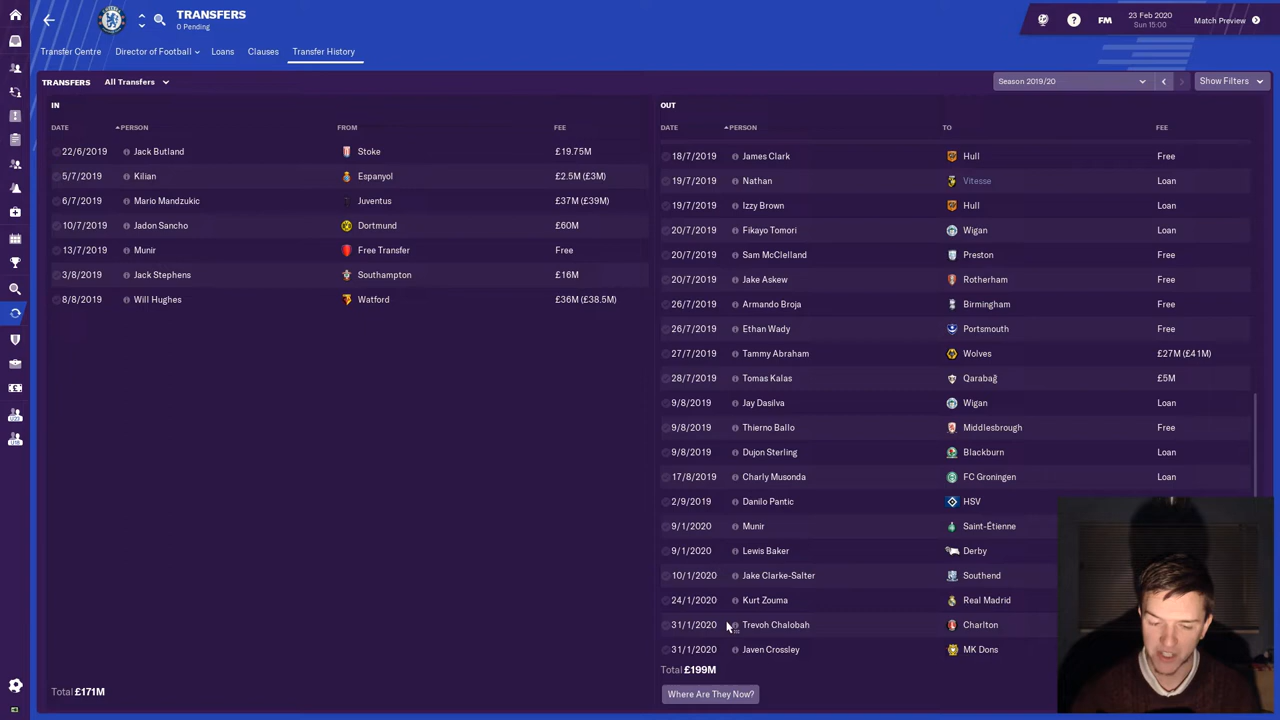 TRANSFERS
0 Pending
23 Feb 2020
Sun 15:00
FM
Match Preview
Transfer Centre Director of Football Loans Clauses Transfer History
TRANSFERS All Transfers Season 2019/20 Show Filters
IN
DATE PERSON FROM FEE
22/6/2019 Jack Butland Stoke £19.75M
5/7/2019 Kilian Espanyol £2.5M (£3M)
6/7/2019 Mario Mandzukic Juventus £37M (£39M)
10/7/2019 Jadon Sancho Dortmund £60M
13/7/2019 Munir Free Transfer Free
3/8/2019 Jack Stephens Southampton £16M
8/8/2019 Will Hughes Watford £36M (£38.5M)
Total £171M
OUT
DATE PERSON TO FEE
18/7/2019 James Clark Hull Free
19/7/2019 Nathan Vitesse Loan
19/7/2019 Izzy Brown Hull Loan
20/7/2019 Fikayo Tomori Wigan Loan
20/7/2019 Sam McClelland Preston Free
20/7/2019 Jake Askew Rotherham Free
26/7/2019 Armando Broja Birmingham Free
26/7/2019 Ethan Wady Portsmouth Free
27/7/2019 Tammy Abraham Wolves £27M (£41M)
28/7/2019 Tomas Kalas Qarabağ £5M
9/8/2019 Jay Dasilva Wigan Loan
9/8/2019 Thierno Ballo Middlesbrough Free
9/8/2019 Dujon Sterling Blackburn Loan
17/8/2019 Charly Musonda FC Groningen Loan
2/9/2019 Danilo Pantic HSV
9/1/2020 Munir Saint-Étienne
9/1/2020 Lewis Baker Derby
10/1/2020 Jake Clarke-Salter Southend
24/1/2020 Kurt Zouma Real Madrid
31/1/2020 Trevoh Chalobah Charlton
31/1/2020 Javen Crossley MK Dons
Total £199M
Where Are They Now?